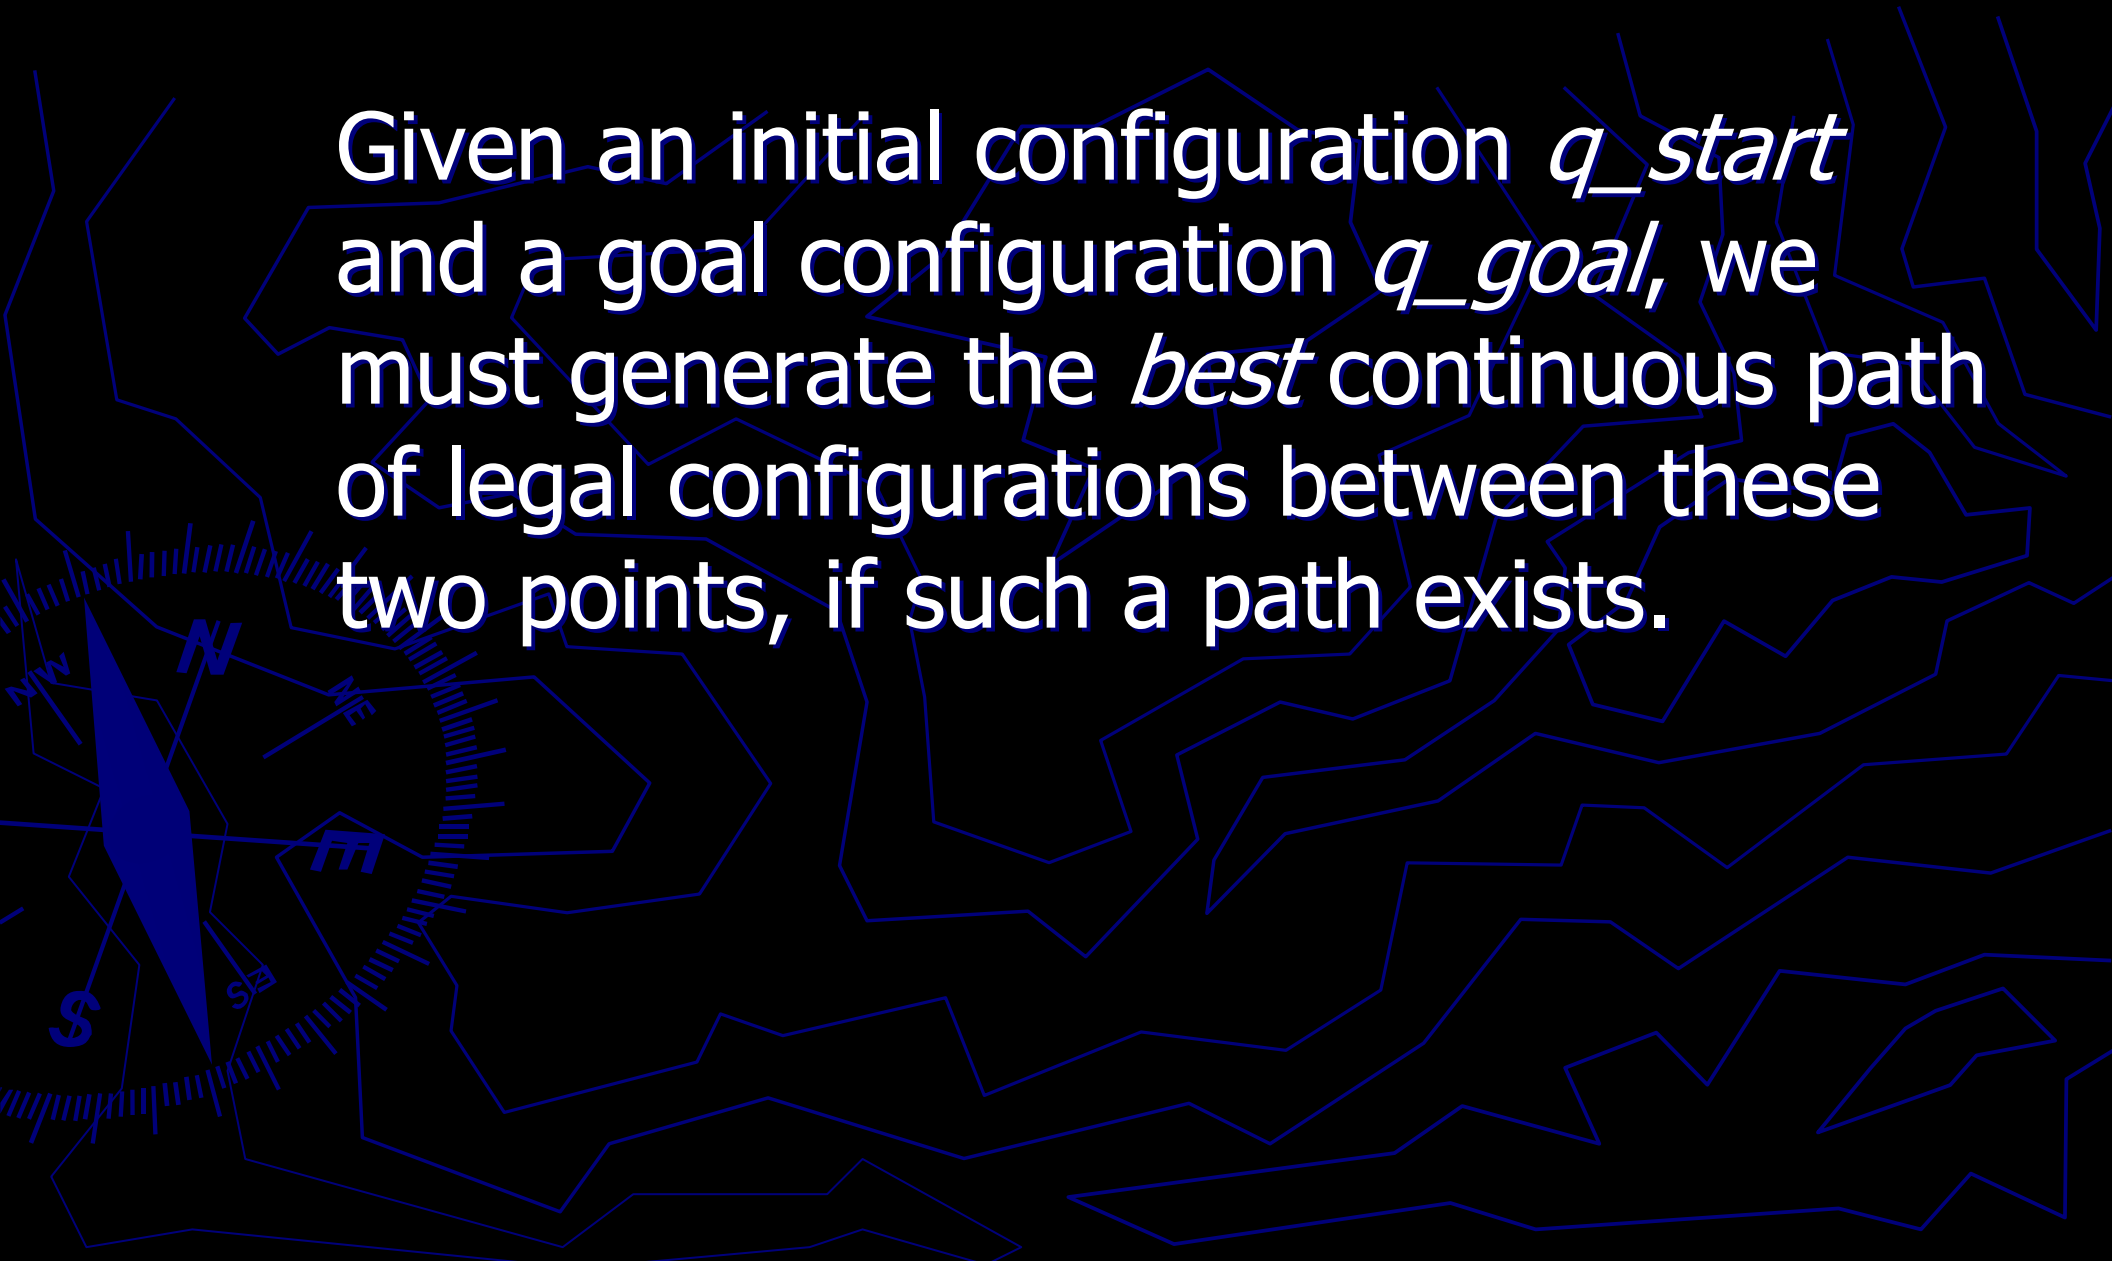 Given an initial configuration q_start
and a goal configuration q_goal, we
must generate the best continuous path
of legal configurations between these
two points, if such a path exists.
N
NW
NE
E
S
SE